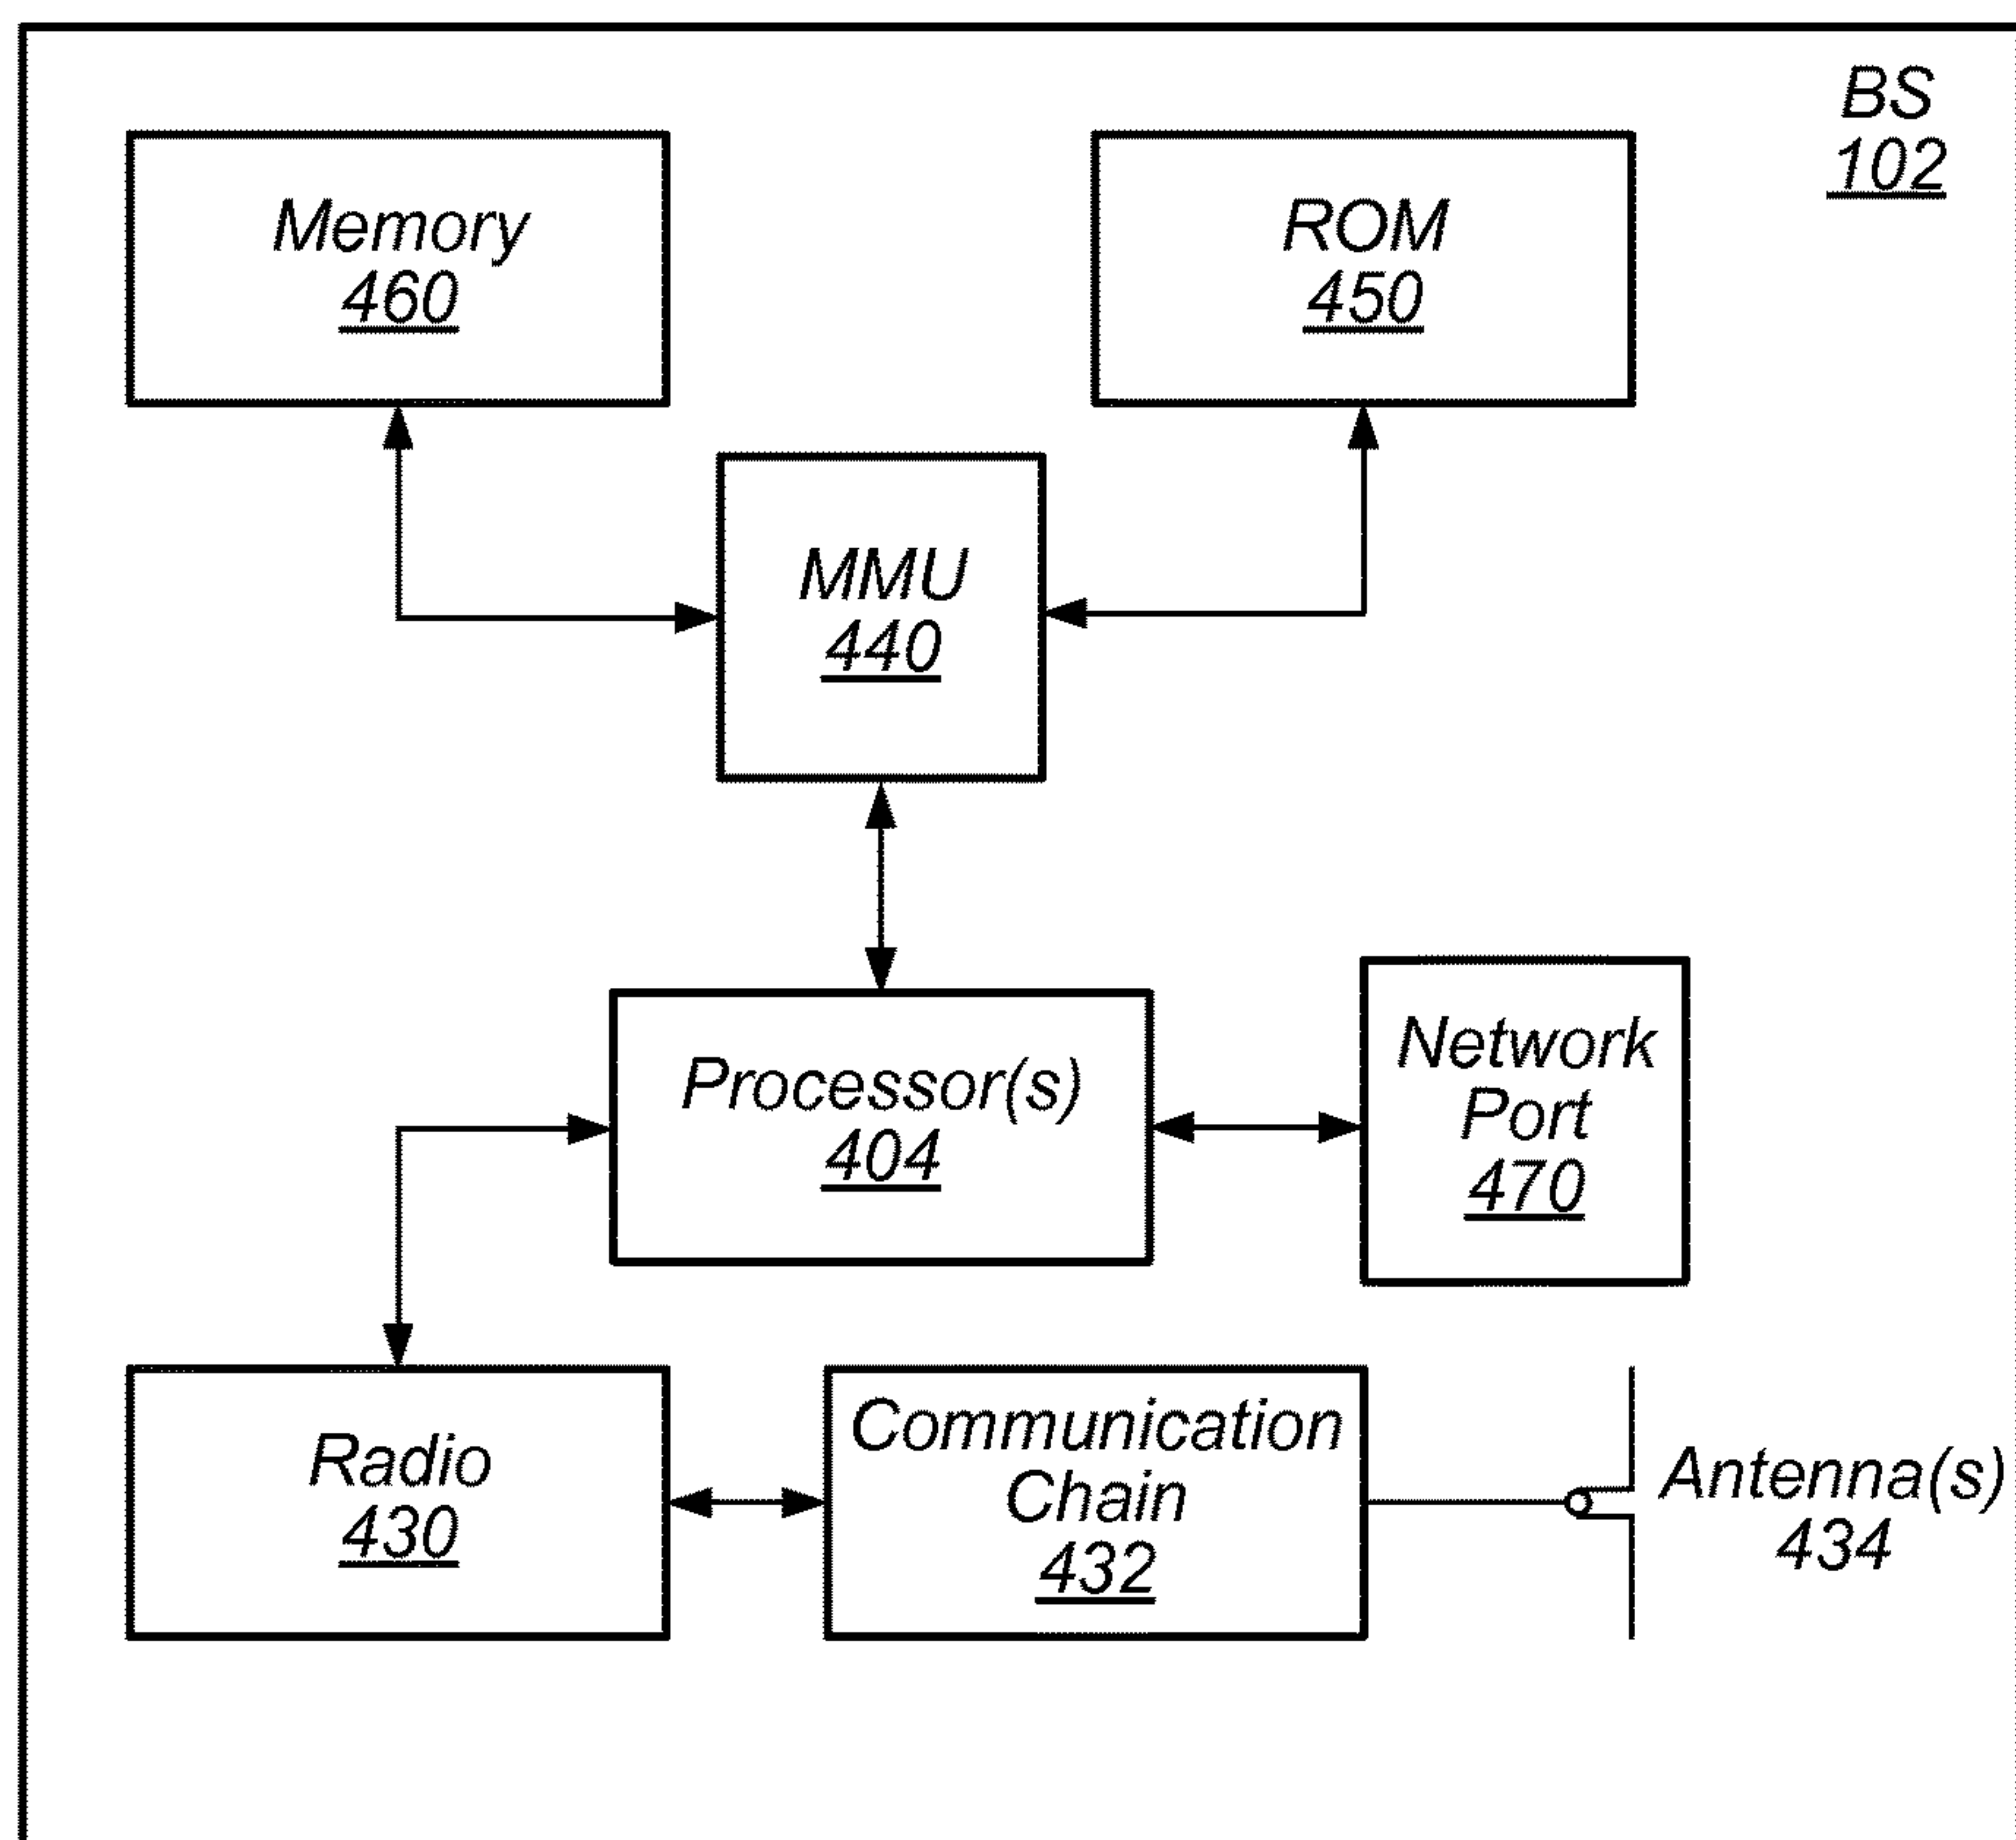 BS
102
Memory
460
ROM
450
MMU
440
Processor(s)
404
Network
Port
470
Radio
430
Communication
Chain
432
Antenna(s)
434